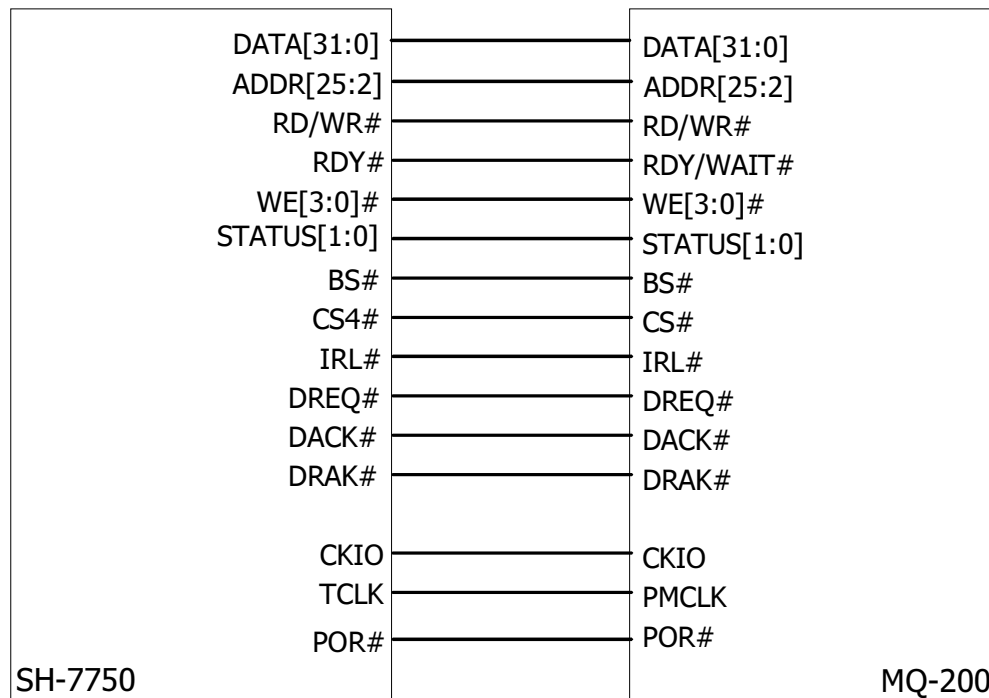 DATA[31:0] DATA[31:0]
ADDR[25:2] ADDR[25:2]
RD/WR# RD/WR#
RDY# RDY/WAIT#
WE[3:0]# WE[3:0]#
STATUS[1:0] STATUS[1:0]
BS# BS#
CS4# CS#
IRL# IRL#
DREQ# DREQ#
DACK# DACK#
DRAK# DRAK#
CKIO CKIO
TCLK PMCLK
POR# POR#
SH-7750 MQ-200